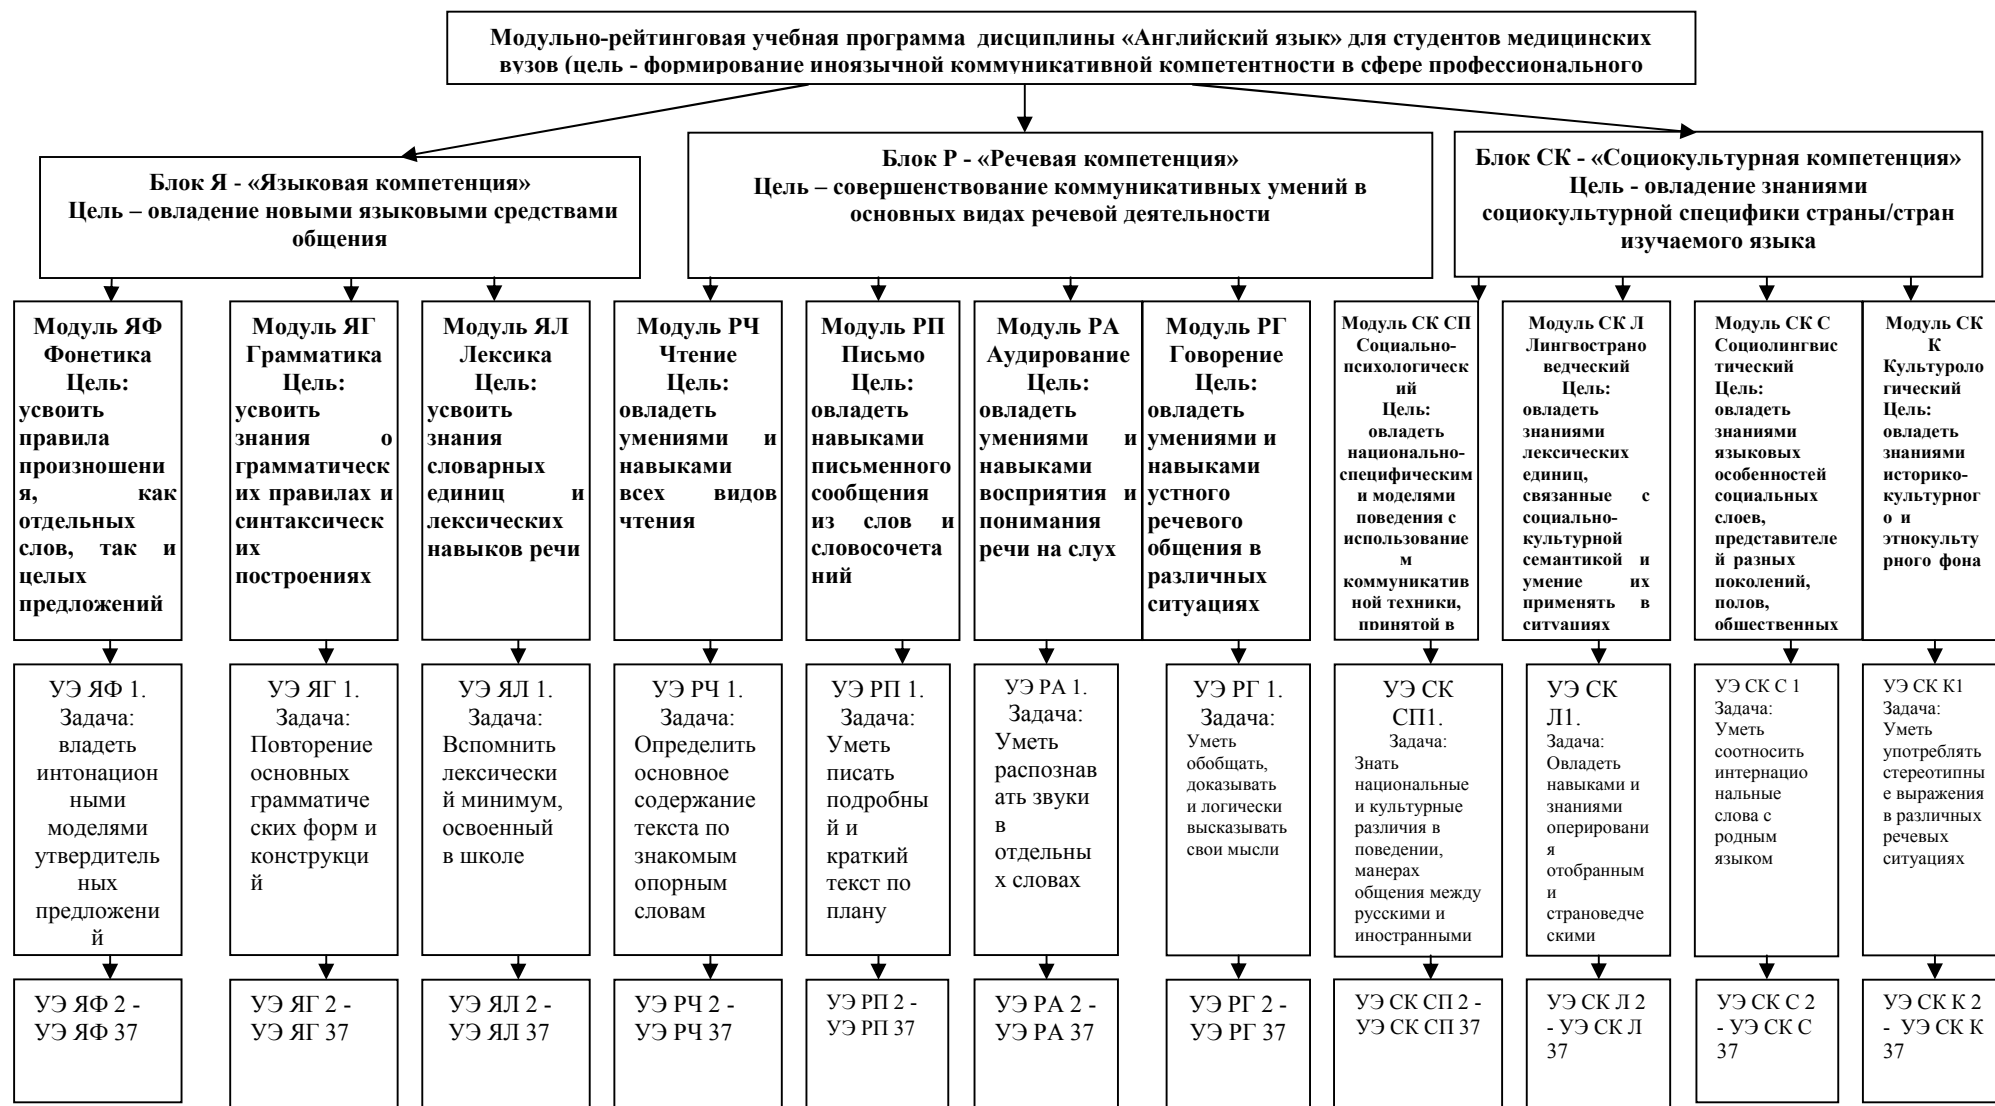 Модульно-рейтинговая учебная программа дисциплины «Английский язык» для студентов медицинских
вузов (цель - формирование иноязычной коммуникативной компетентности в сфере профессионального
Блок Я - «Языковая компетенция»
Цель – овладение новыми языковыми средствами
общения
Блок Р - «Речевая компетенция»
Цель – совершенствование коммуникативных умений в
основных видах речевой деятельности
Блок СК - «Социокультурная компетенция»
Цель - овладение знаниями
социокультурной специфики страны/стран
изучаемого языка
Модуль ЯФ
Фонетика
Цель:
усвоить
правила
произношени
я, как
отдельных
слов, так и
целых
предложений
Модуль ЯГ
Грамматика
Цель:
усвоить
знания о
грамматическ
их правилах и
синтаксическ
их
построениях
Модуль ЯЛ
Лексика
Цель:
усвоить
знания
словарных
единиц и
лексических
навыков речи
Модуль РЧ
Чтение
Цель:
овладеть
умениями и
навыками
всех видов
чтения
Модуль РП
Письмо
Цель:
овладеть
навыками
письменного
сообщения
из слов и
словосочета
ний
Модуль РА
Аудирование
Цель:
овладеть
умениями и
навыками
восприятия и
понимания
речи на слух
Модуль РГ
Говорение
Цель:
овладеть
умениями и
навыками
устного
речевого
общения в
различных
ситуациях
Модуль СК СП
Социально-
психологическ
ий
Цель:
овладеть
национально-
специфическим
и моделями
поведения с
использование
м
коммуникатив
ной техники,
принятой в
Модуль СК Л
Лингвострано
ведческий
Цель:
овладеть
знаниями
лексических
единиц,
связанные с
социально-
культурной
семантикой и
умение их
применять в
ситуациях
Модуль СК С
Социолингвис
тический
Цель:
овладеть
знаниями
языковых
особенностей
социальных
слоев,
представителе
й разных
поколений,
полов,
общественных
Модуль СК
К
Культуроло
гический
Цель:
овладеть
знаниями
историко-
культурног
о и
этнокульту
рного фона
УЭ ЯФ 1.
Задача:
владеть
интонацион
ными
моделями
утвердитель
ных
предложени
й
УЭ ЯГ 1.
Задача:
Повторение
основных
грамматиче
ских форм и
конструкци
й
УЭ ЯЛ 1.
Задача:
Вспомнить
лексически
й минимум,
освоенный
в школе
УЭ РЧ 1.
Задача:
Определить
основное
содержание
текста по
знакомым
опорным
словам
УЭ РП 1.
Задача:
Уметь
писать
подробны
й и
краткий
текст по
плану
УЭ РА 1.
Задача:
Уметь
распознав
ать звуки
в
отдельны
х словах
УЭ РГ 1.
Задача:
Уметь
обобщать,
доказывать
и логически
высказывать
свои мысли
УЭ СК
СП1.
Задача:
Знать
национальные
и культурные
различия в
поведении,
манерах
общения между
русскими и
иностранными
УЭ СК
Л1.
Задача:
Овладеть
навыками и
знаниями
оперировани
я
отобранным
и
страноведче
скими
УЭ СК С 1
Задача:
Уметь
соотносить
интернацио
нальные
слова с
родным
языком
УЭ СК К1
Задача:
Уметь
употреблять
стереотипны
е выражения
в различных
речевых
ситуациях
УЭ ЯФ 2 -
УЭ ЯФ 37
УЭ ЯГ 2 -
УЭ ЯГ 37
УЭ ЯЛ 2 -
УЭ ЯЛ 37
УЭ РЧ 2 -
УЭ РЧ 37
УЭ РП 2 -
УЭ РП 37
УЭ РА 2 -
УЭ РА 37
УЭ РГ 2 -
УЭ РГ 37
УЭ СК СП 2 -
УЭ СК СП 37
УЭ СК Л 2
- УЭ СК Л
37
УЭ СК С 2
- УЭ СК С
37
УЭ СК К 2
- УЭ СК К
37